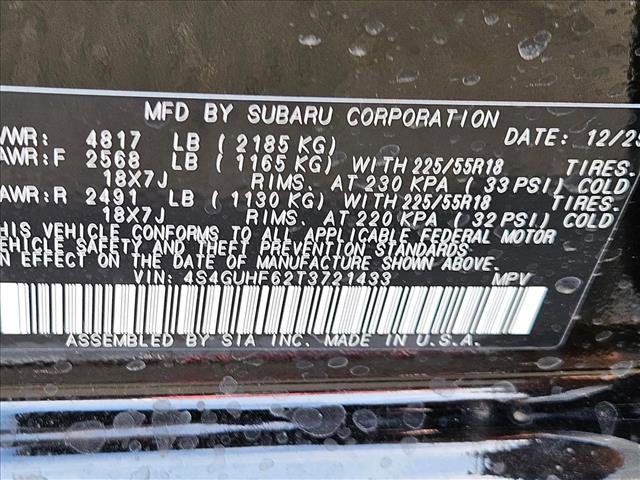 MFD BY SUBARU CORPORATION
VWR: 4817 LB ( 2185 KG) DATE: 12/25
AWR:F 2568 LB ( 1165 KG) WITH 225/55R18 TIRES.
18X7J RIMS. AT 230 KPA ( 33 PSI) COLD
AWR:R 2491 LB ( 1130 KG) WITH 225/55R18 TIRES.
18X7J RIMS. AT 220 KPA ( 32 PSI) COLD
HIS VEHICLE CONFORMS TO ALL APPLICABLE FEDERAL MOTOR
EHICLE SAFETY AND THEFT PREVENTION STANDARDS
N EFFECT ON THE DATE OF MANUFACTURE SHOWN ABOVE.
VIN: 4S4GUHF62T3721433 MPV
ASSEMBLED BY SIA INC. MADE IN U.S.A.